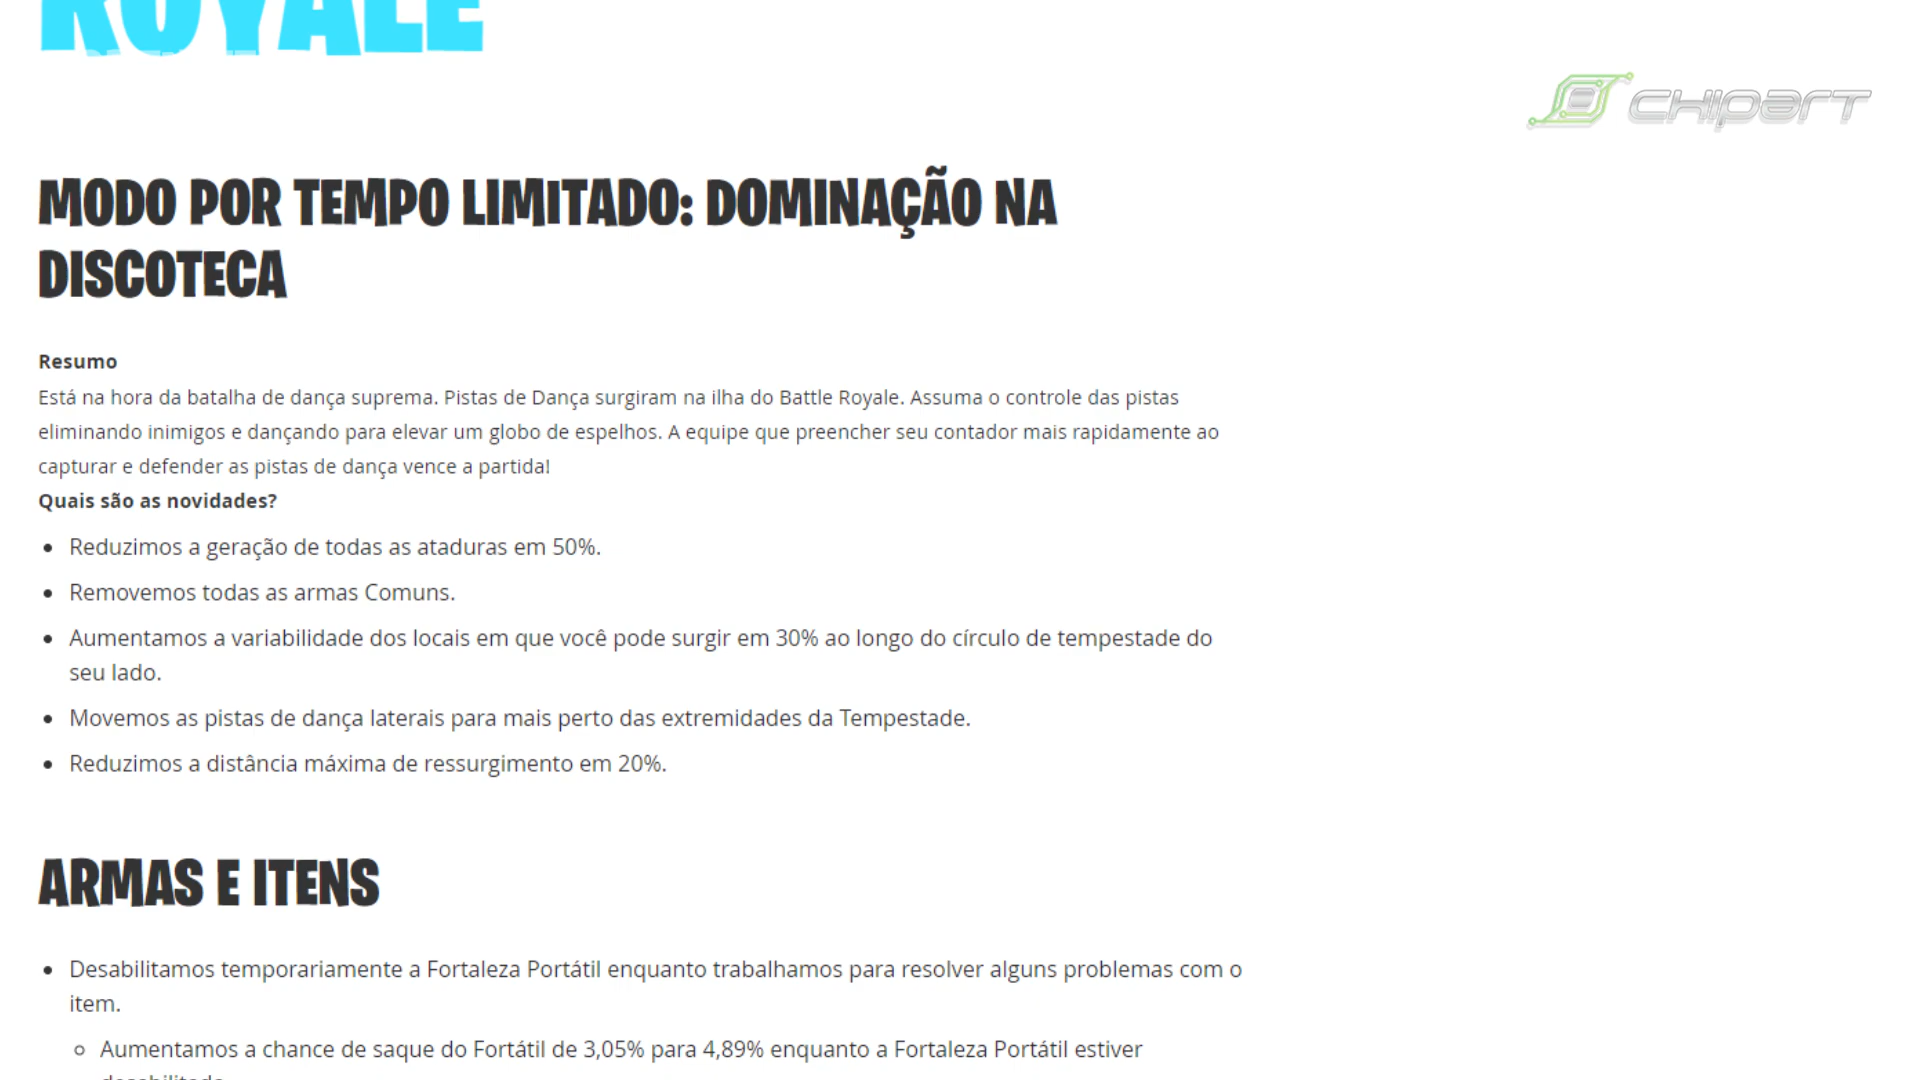 ROYALE
CHIPART
MODO POR TEMPO LIMITADO: DOMINAÇÃO NA
DISCOTECA
Resumo
Está na hora da batalha de dança suprema. Pistas de Dança surgiram na ilha do Battle Royale. Assuma o controle das pistas
eliminando inimigos e dançando para elevar um globo de espelhos. A equipe que preencher seu contador mais rapidamente ao
capturar e defender as pistas de dança vence a partida!
Quais são as novidades?
• Reduzimos a geração de todas as ataduras em 50%.
• Removemos todas as armas Comuns.
• Aumentamos a variabilidade dos locais em que você pode surgir em 30% ao longo do círculo de tempestade do
seu lado.
• Movemos as pistas de dança laterais para mais perto das extremidades da Tempestade.
• Reduzimos a distância máxima de ressurgimento em 20%.
ARMAS E ITENS
• Desabilitamos temporariamente a Fortaleza Portátil enquanto trabalhamos para resolver alguns problemas com o
item.
◦ Aumentamos a chance de saque do Fortátil de 3,05% para 4,89% enquanto a Fortaleza Portátil estiver